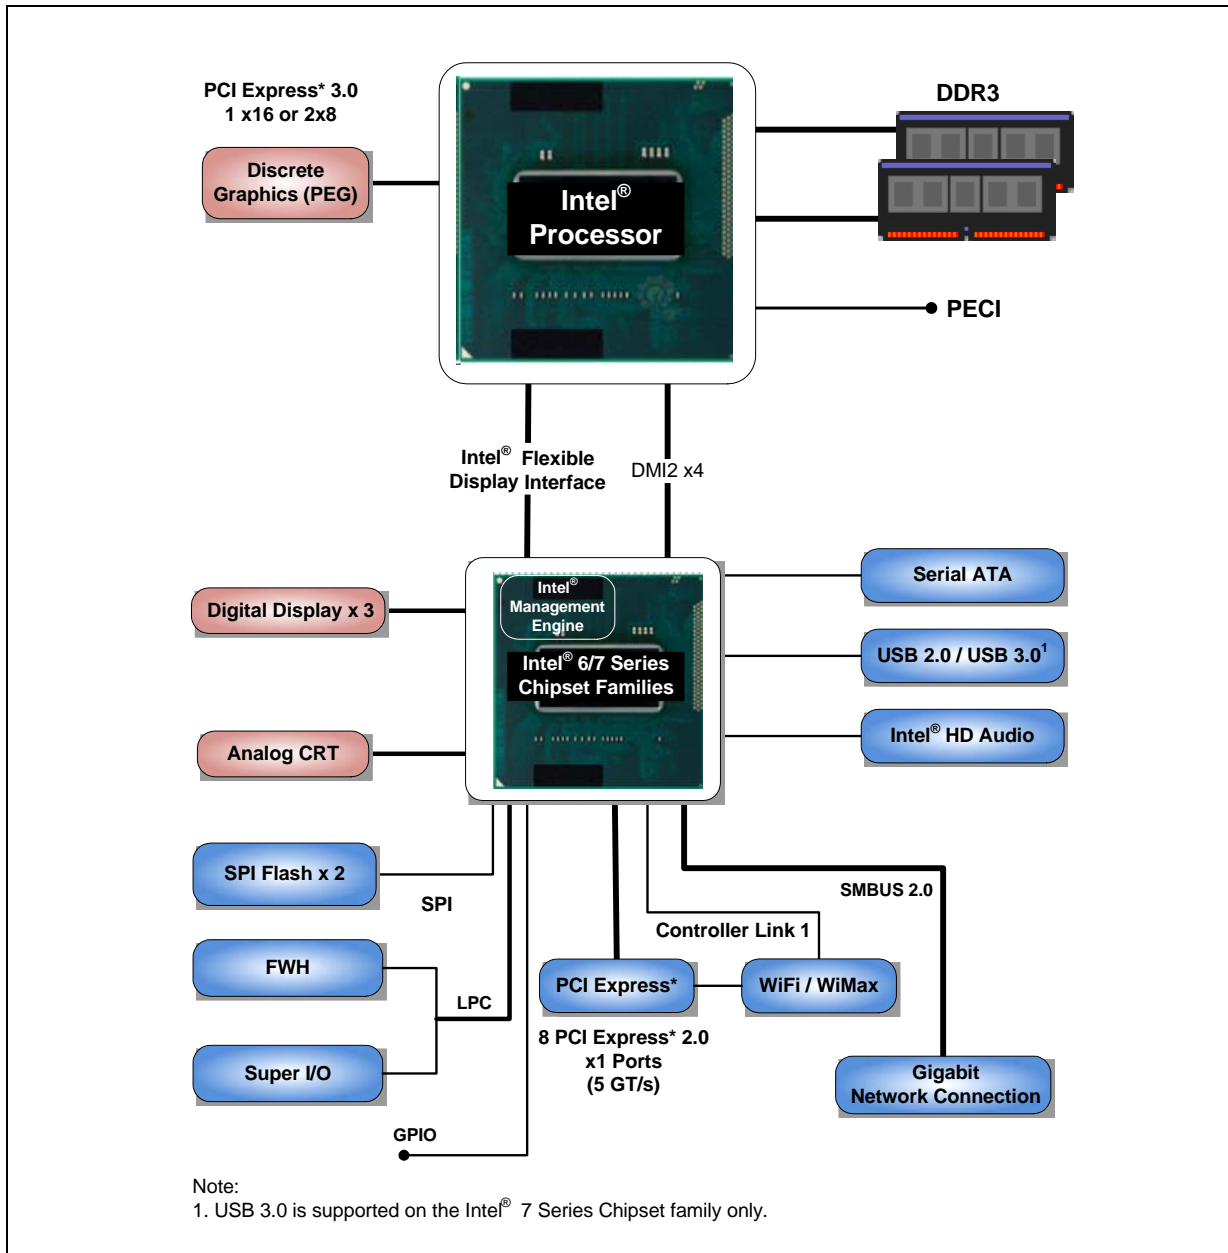 PCI Express* 3.0
1 x16 or 2x8
Discrete
Graphics (PEG)
Intel®
Processor
DDR3
PECI
Intel® Flexible
Display Interface
DMI2 x4
Intel®
Management
Engine
Intel® 6/7 Series
Chipset Families
Digital Display x 3
Analog CRT
Serial ATA
USB 2.0 / USB 3.0¹
Intel® HD Audio
SPI Flash x 2
SPI
FWH
LPC
Super I/O
GPIO
SMBUS 2.0
Controller Link 1
PCI Express*
WiFi / WiMax
8 PCI Express* 2.0
x1 Ports
(5 GT/s)
Gigabit
Network Connection
Note:
1. USB 3.0 is supported on the Intel® 7 Series Chipset family only.